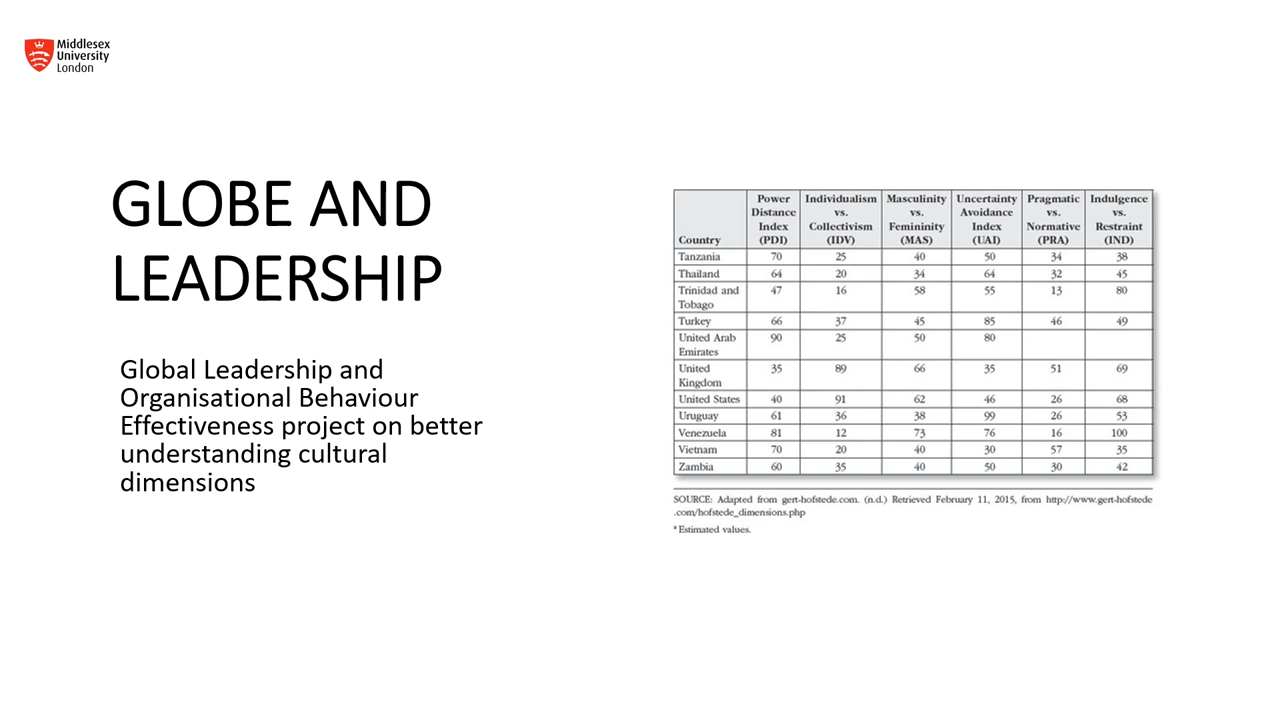 Middlesex
University
London
GLOBE AND
LEADERSHIP
Global Leadership and
Organisational Behaviour
Effectiveness project on better
understanding cultural
dimensions
Country Power Distance Index (PDI) Individualism vs. Collectivism (IDV) Masculinity vs. Femininity (MAS) Uncertainty Avoidance Index (UAI) Pragmatic vs. Normative (PRA) Indulgence vs. Restraint (IND)
Tanzania 70 25 40 50 34 38
Thailand 64 20 34 64 32 45
Trinidad and Tobago 47 16 58 55 13 80
Turkey 66 37 45 85 46 49
United Arab Emirates 90 25 50 80
United Kingdom 35 89 66 35 51 69
United States 40 91 62 46 26 68
Uruguay 61 36 38 99 26 53
Venezuela 81 12 73 76 16 100
Vietnam 70 20 40 30 57 35
Zambia 60 35 40 50 30 42
SOURCE: Adapted from gert-hofstede.com. (n.d.) Retrieved February 11, 2015, from http://www.gert-hofstede
.com/hofstede_dimensions.php
ª Estimated values.